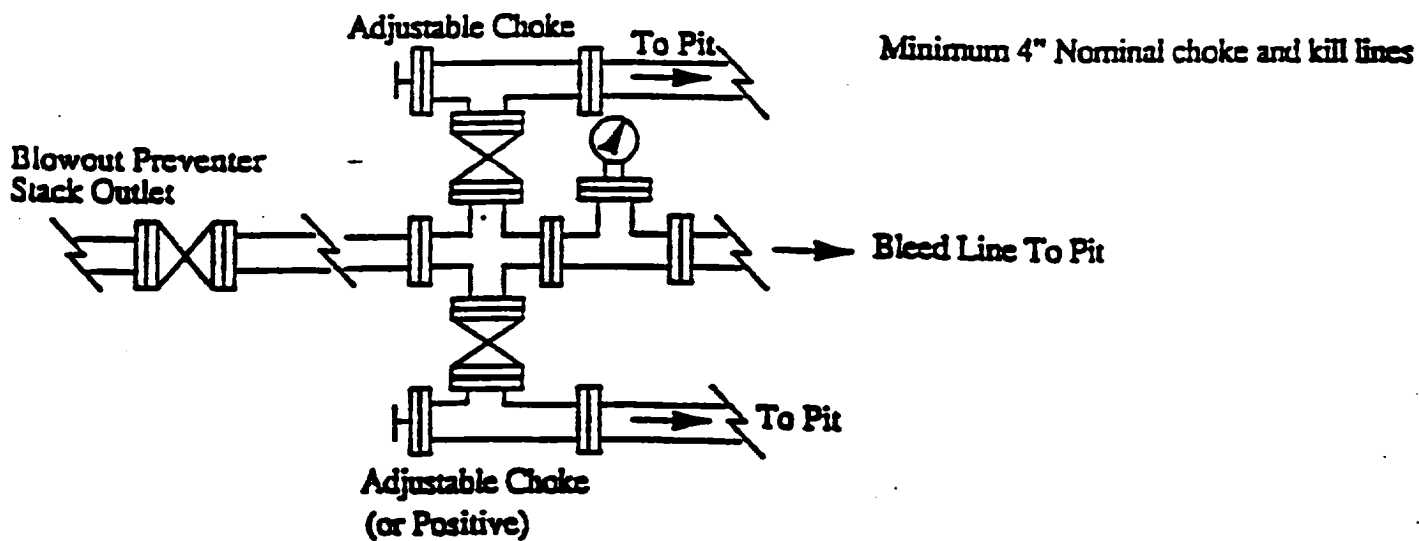 Adjustable Choke
To Pit
Minimum 4" Nominal choke and kill lines
Blowout Preventer
Stack Outlet
Bleed Line To Pit
To Pit
Adjustable Choke
(or Positive)